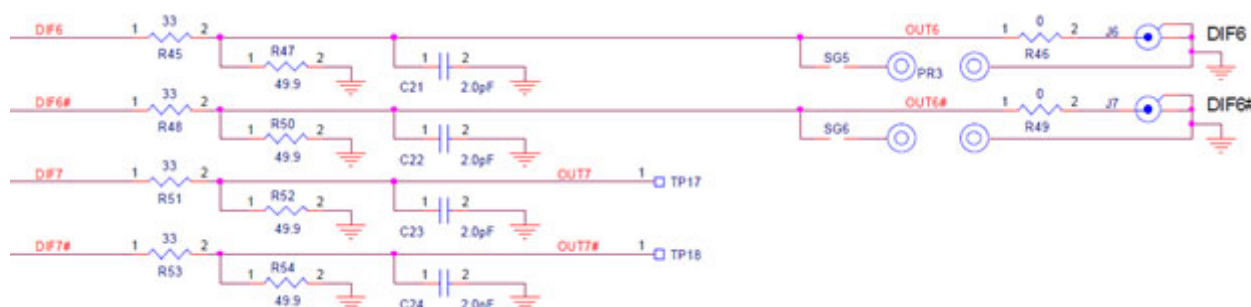 DIF6 1 33 2 OUT6 1 0 2 J6 DIF6
R45 1 R47 2 1 2 SG5 PR3 R46
49.9 C21 2.0pF
DIF6# 1 33 2 OUT6# 1 0 2 J7 DIF6#
R48 1 R50 2 1 2 SG6 R49
49.9 C22 2.0pF
DIF7 1 33 2 OUT7 1 TP17
R51 1 R52 2 1 2
49.9 C23 2.0pF
DIF7# 1 33 2 OUT7# 1 TP18
R53 1 R54 2 1 2
49.9 C24 2.0pF